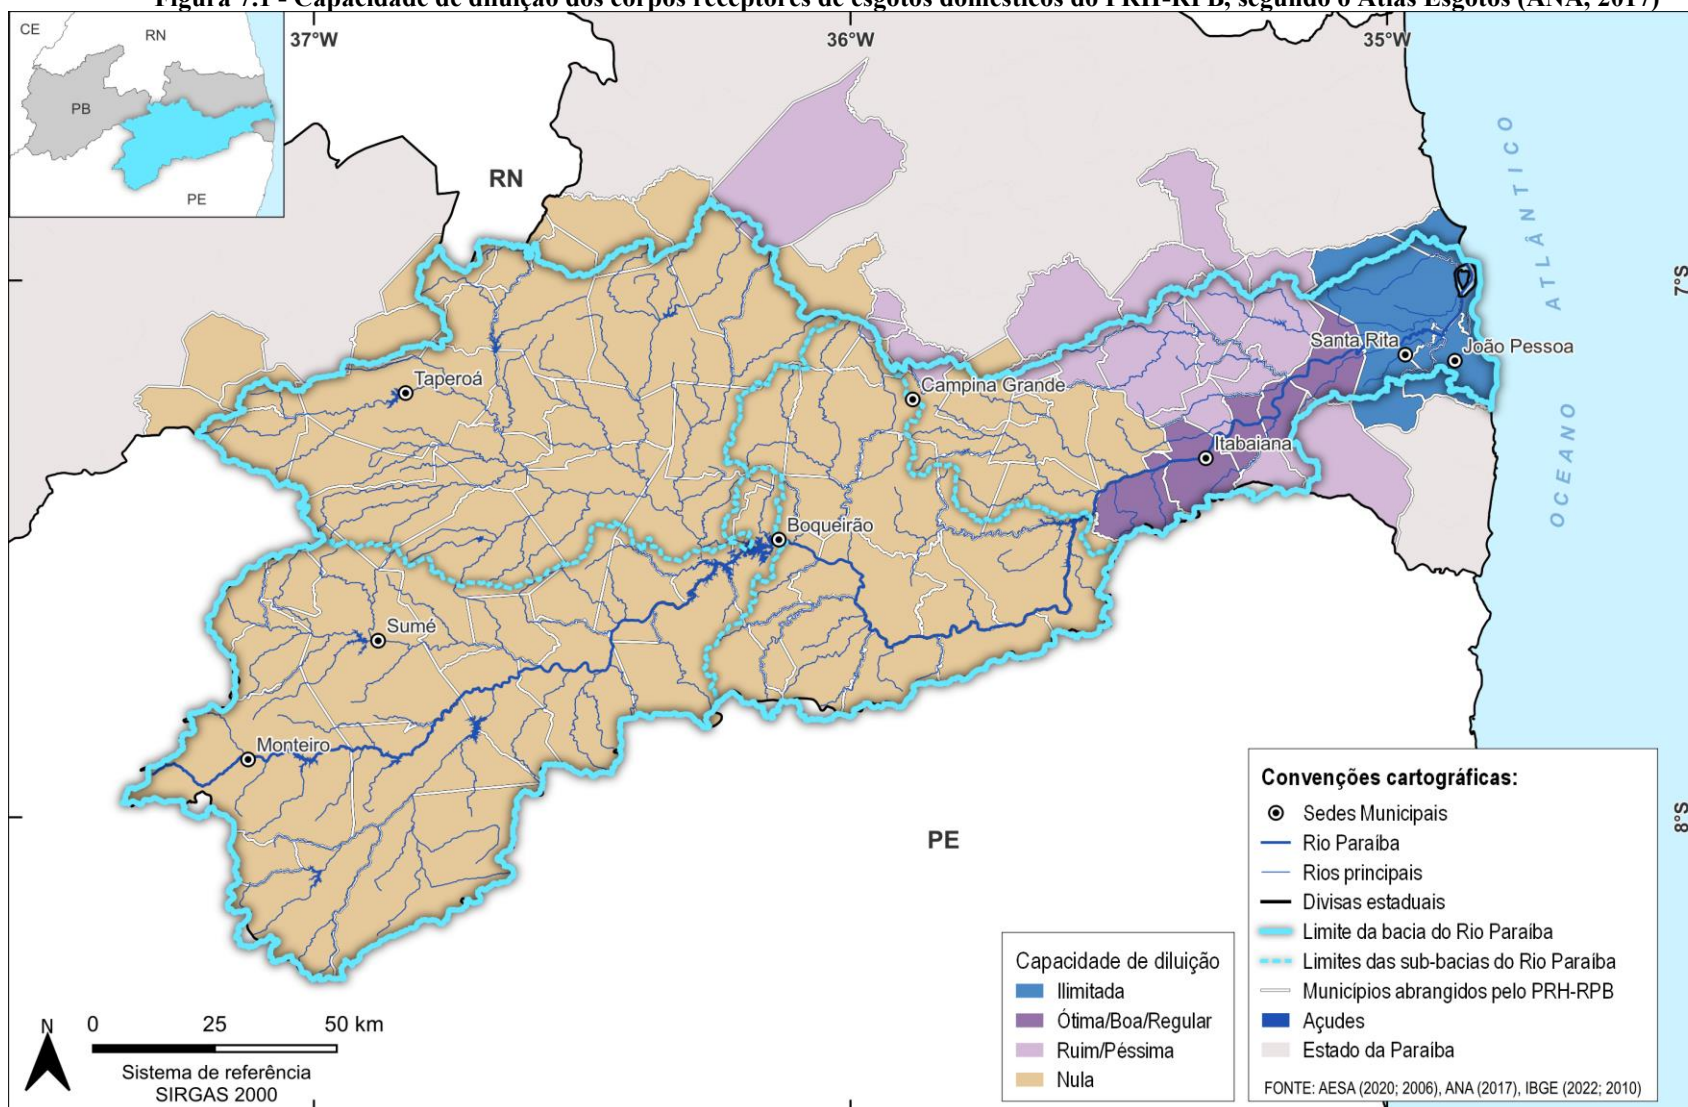 Figura 7.1 - Capacidade de diluição dos corpos receptores de esgotos domésticos do PRH-RPB, segundo o Atlas Esgotos (ANA, 2017)
CE
RN
PB
PE
37°W
36°W
35°W
7°S
8°S
RN
PE
OCEANO ATLÂNTICO
Taperoá
Campina Grande
Santa Rita
João Pessoa
Itabaiana
Boqueirão
Sumé
Monteiro
N
0 25 50 km
Sistema de referência
SIRGAS 2000
Capacidade de diluição
Ilimitada
Ótima/Boa/Regular
Ruim/Péssima
Nula
Convenções cartográficas:
Sedes Municipais
Rio Paraíba
Rios principais
Divisas estaduais
Limite da bacia do Rio Paraíba
Limites das sub-bacias do Rio Paraíba
Municípios abrangidos pelo PRH-RPB
Açudes
Estado da Paraíba
FONTE: AESA (2020; 2006), ANA (2017), IBGE (2022; 2010)